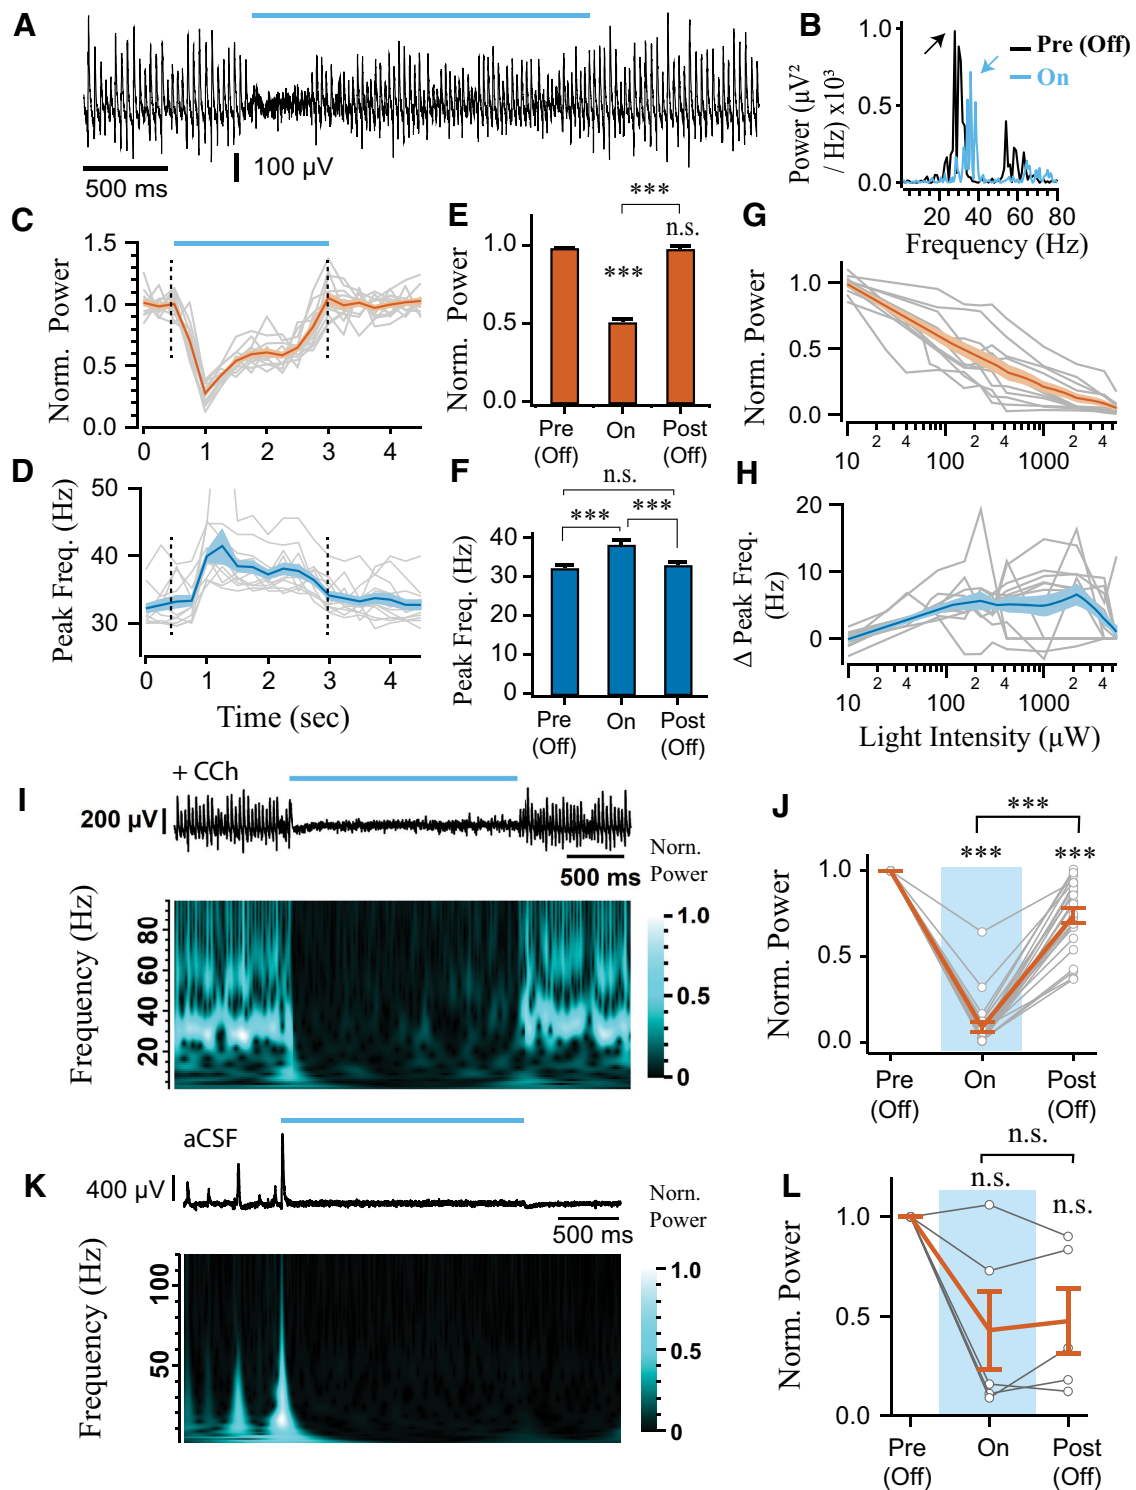 A
100 µV
500 ms
B
Power (µV²
/ Hz) x10³
1.0
0.5
0.0
Pre (Off)
On
20 40 60 80
Frequency (Hz)
C
Norm. Power
1.5
1.0
0.5
0.0
0 1 2 3 4
D
Peak Freq. (Hz)
50
40
30
0 1 2 3 4
Time (sec)
E
Norm. Power
1.0
0.5
0.0
***
***
n.s.
Pre
(Off)
On
Post
(Off)
F
Peak Freq. (Hz)
40
30
20
10
0
n.s.
*** ***
Pre
(Off)
On
Post
(Off)
G
Norm. Power
1.0
0.5
0.0
2 4 2 4 2 4
10 100 1000
H
Δ Peak Freq.
(Hz)
20
10
0
2 4 2 4 2 4
10 100 1000
Light Intensity (µW)
I
+ CCh
200 µV
500 ms
Norn.
Power
Frequency (Hz)
80
60
40
20
1.0
0.5
0
J
Norm. Power
1.0
0.5
0.0
***
*** ***
Pre
(Off)
On
Post
(Off)
K
aCSF
400 µV
500 ms
Norn.
Power
Frequency (Hz)
100
50
1.0
0.5
0
L
Norm. Power
1.0
0.5
0.0
n.s.
n.s.
n.s.
Pre
(Off)
On
Post
(Off)